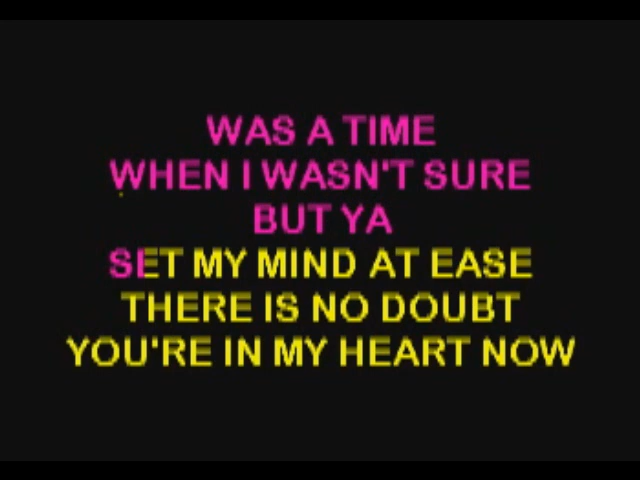 WAS A TIME
WHEN I WASN'T SURE
BUT YA
SET MY MIND AT EASE
THERE IS NO DOUBT
YOU'RE IN MY HEART NOW